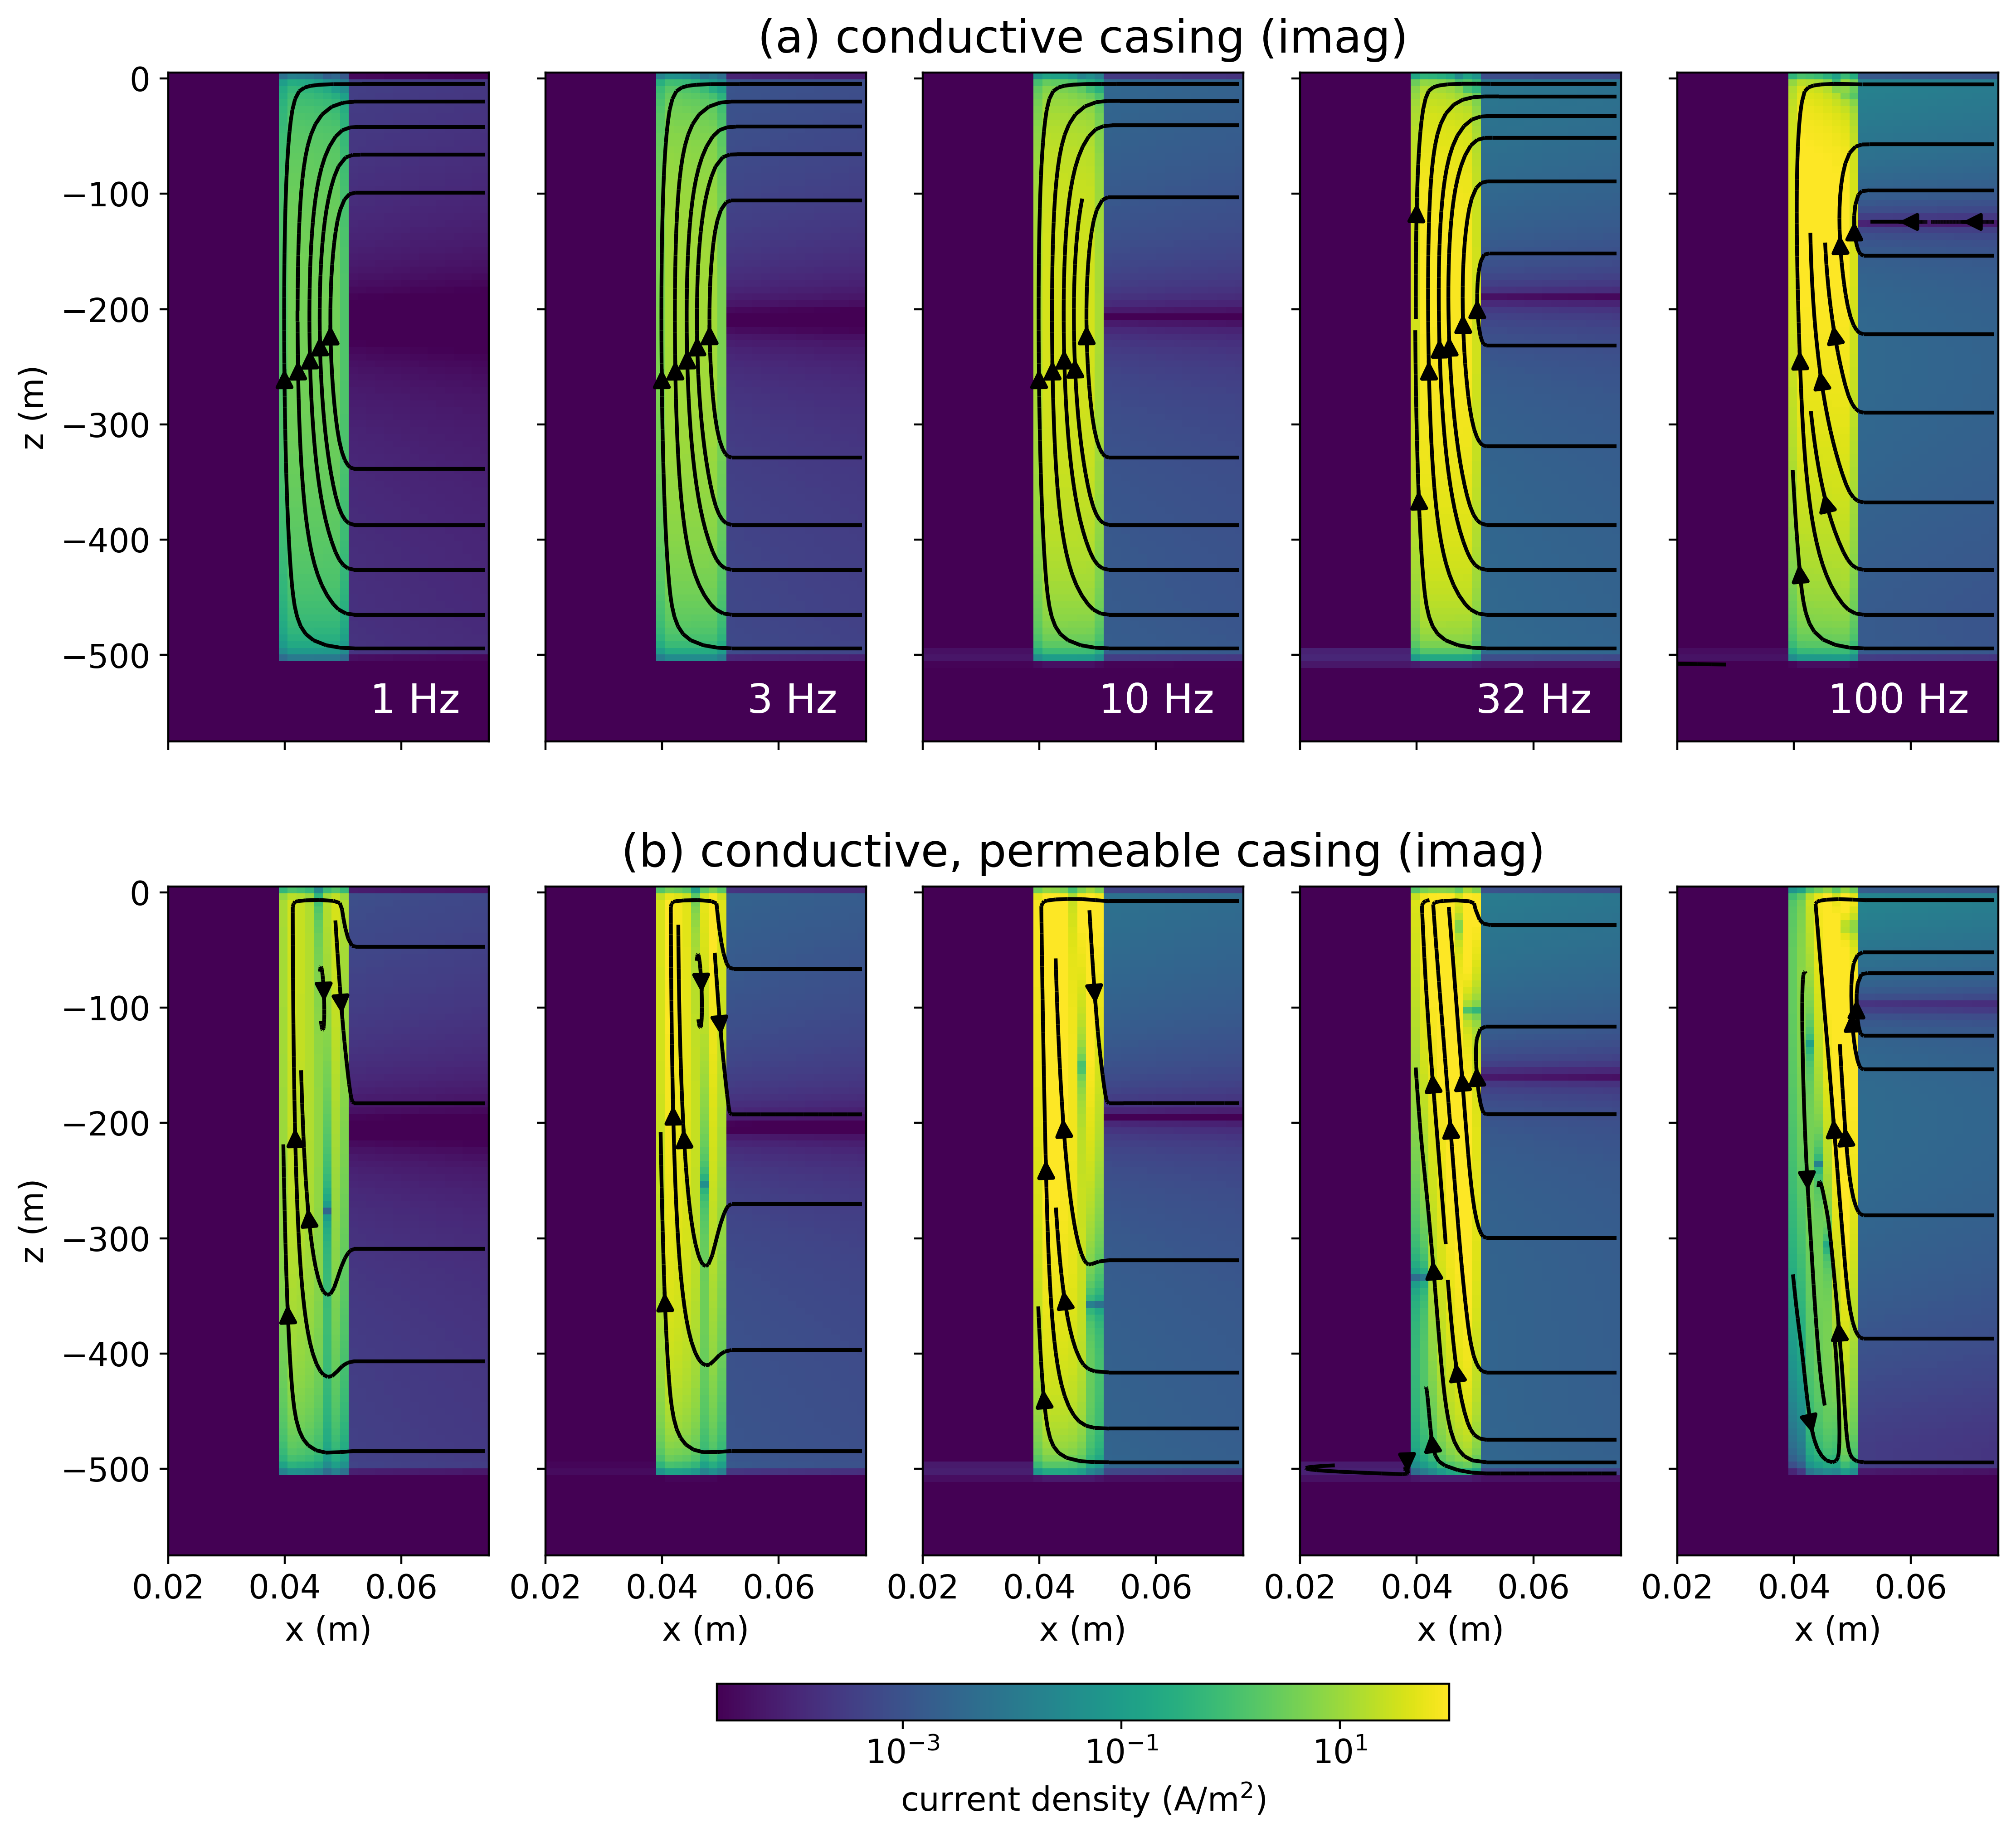 (a) conductive casing (imag)
0
−100
−200
−300
−400
−500
z (m)
1 Hz
3 Hz
10 Hz
32 Hz
100 Hz
(b) conductive, permeable casing (imag)
0
−100
−200
−300
−400
−500
z (m)
0.02 0.04 0.06 0.02 0.04 0.06 0.02 0.04 0.06 0.02 0.04 0.06 0.02 0.04 0.06
x (m) x (m) x (m) x (m) x (m)
10⁻³ 10⁻¹ 10¹
current density (A/m²)